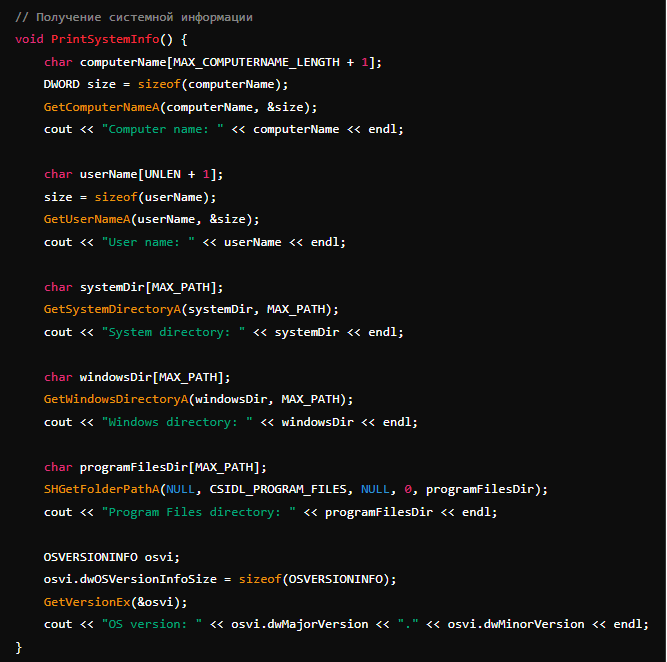 // Получение системной информации
void PrintSystemInfo() {
    char computerName[MAX_COMPUTERNAME_LENGTH + 1];
    DWORD size = sizeof(computerName);
    GetComputerNameA(computerName, &size);
    cout << "Computer name: " << computerName << endl;

    char userName[UNLEN + 1];
    size = sizeof(userName);
    GetUserNameA(userName, &size);
    cout << "User name: " << userName << endl;

    char systemDir[MAX_PATH];
    GetSystemDirectoryA(systemDir, MAX_PATH);
    cout << "System directory: " << systemDir << endl;

    char windowsDir[MAX_PATH];
    GetWindowsDirectoryA(windowsDir, MAX_PATH);
    cout << "Windows directory: " << windowsDir << endl;

    char programFilesDir[MAX_PATH];
    SHGetFolderPathA(NULL, CSIDL_PROGRAM_FILES, NULL, 0, programFilesDir);
    cout << "Program Files directory: " << programFilesDir << endl;

    OSVERSIONINFO osvi;
    osvi.dwOSVersionInfoSize = sizeof(OSVERSIONINFO);
    GetVersionEx(&osvi);
    cout << "OS version: " << osvi.dwMajorVersion << "." << osvi.dwMinorVersion << endl;
}